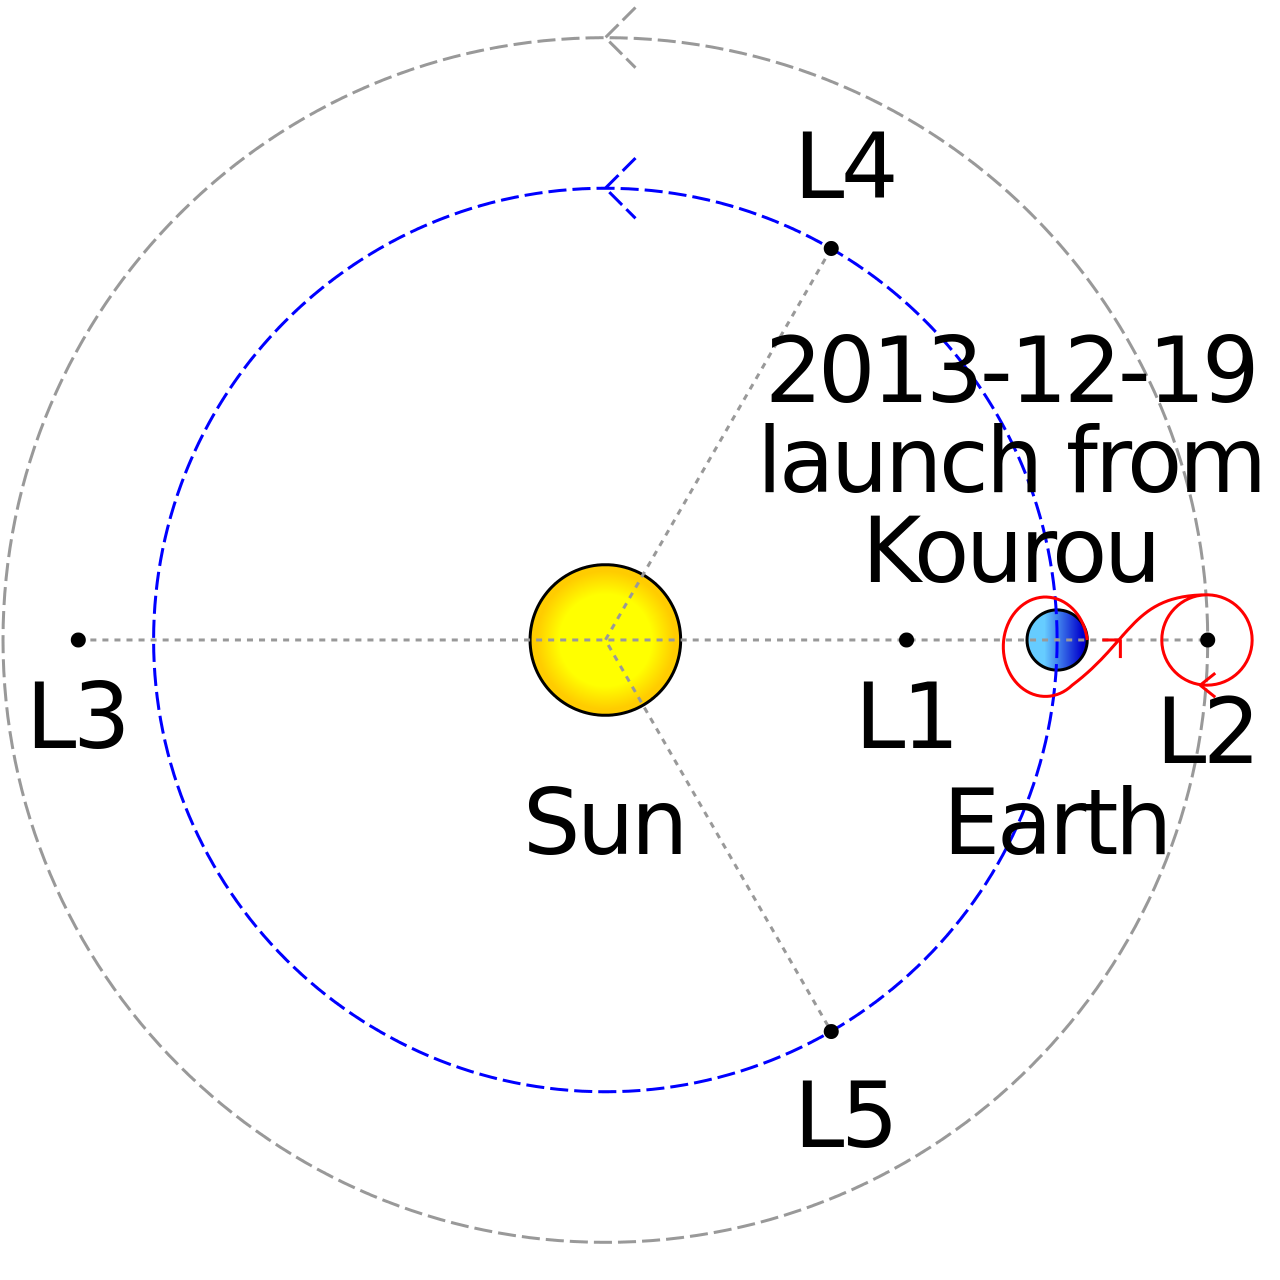 L4
2013-12-19
launch from
Kourou
L3
L1
L2
Sun
Earth
L5